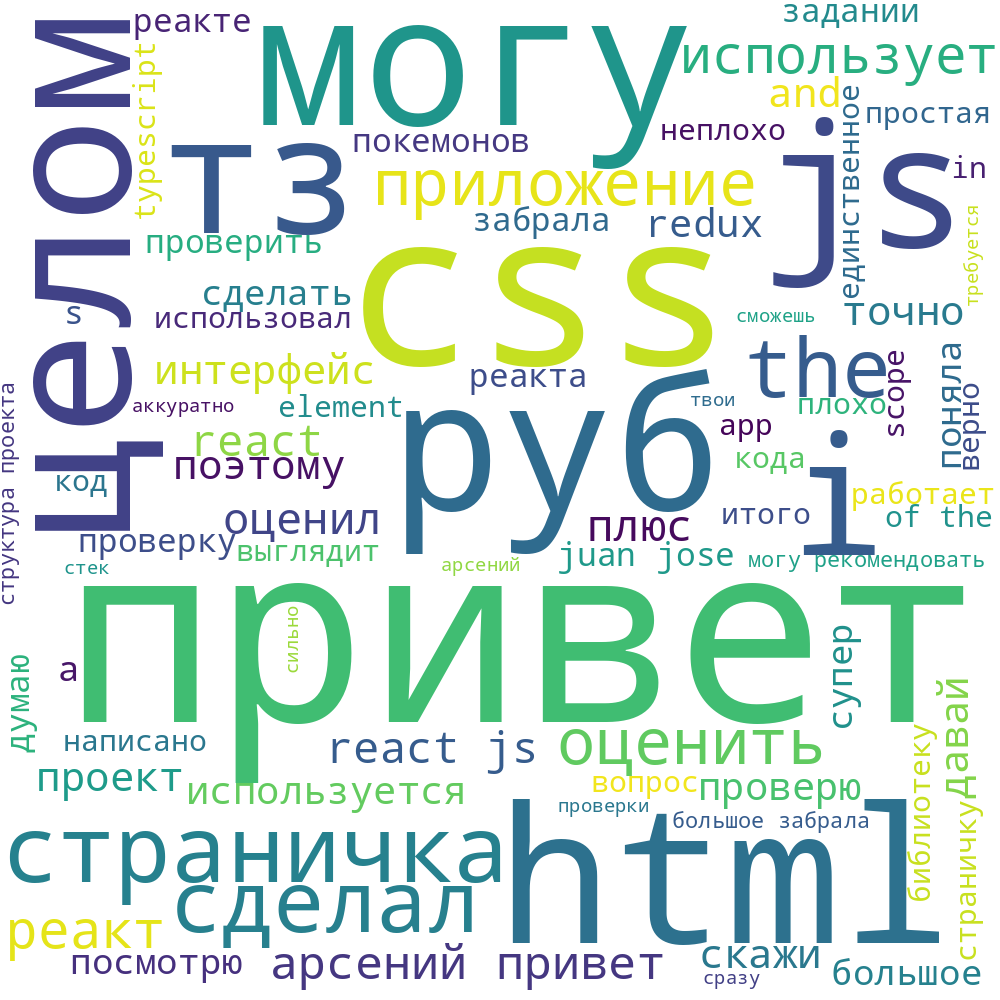 реакте
могу
задании
использует
целом
typescript
and
единственное
простая
тз
покемонов
неплохо
js
in
приложение
забрала
redux
проверить
css
требуется
сделать
s
использовал
сможешь
точно
интерфейс
реакта
the
scope
поняла
верно
структура проекта
аккуратно
element
руб
твои
плохо
react
app
i
поэтому
кода
код
работает
оценил
плюс
итого
of the
проверку
выглядит
juan jose
могу рекомендовать
стек
арсений
привет
сильно
думаю
a
супер
давай
написано
react js
оценить
библиотеку
проект
используется
вопрос
проверю
проверки
html
страничку
большое забрала
страничка
сделал
реакт
посмотрю
арсений привет
скажи
сразу
большое